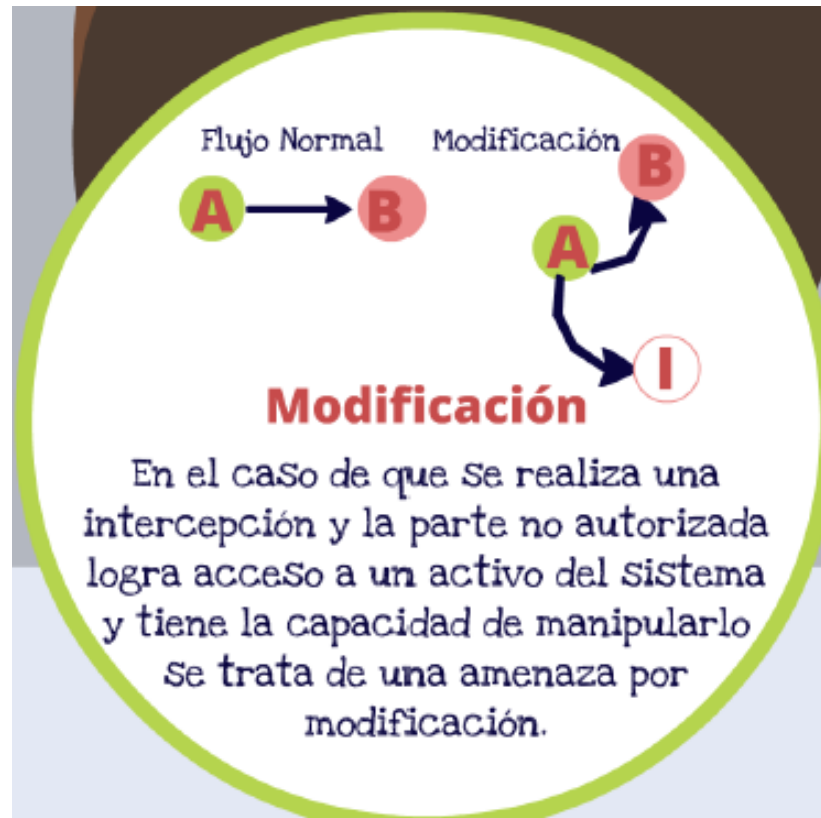 Flujo Normal
Modificación
A
B
A
B
I
Modificación
En el caso de que se realiza una
intercepción y la parte no autorizada
logra acceso a un activo del sistema
y tiene la capacidad de manipularlo
se trata de una amenaza por
modificación.